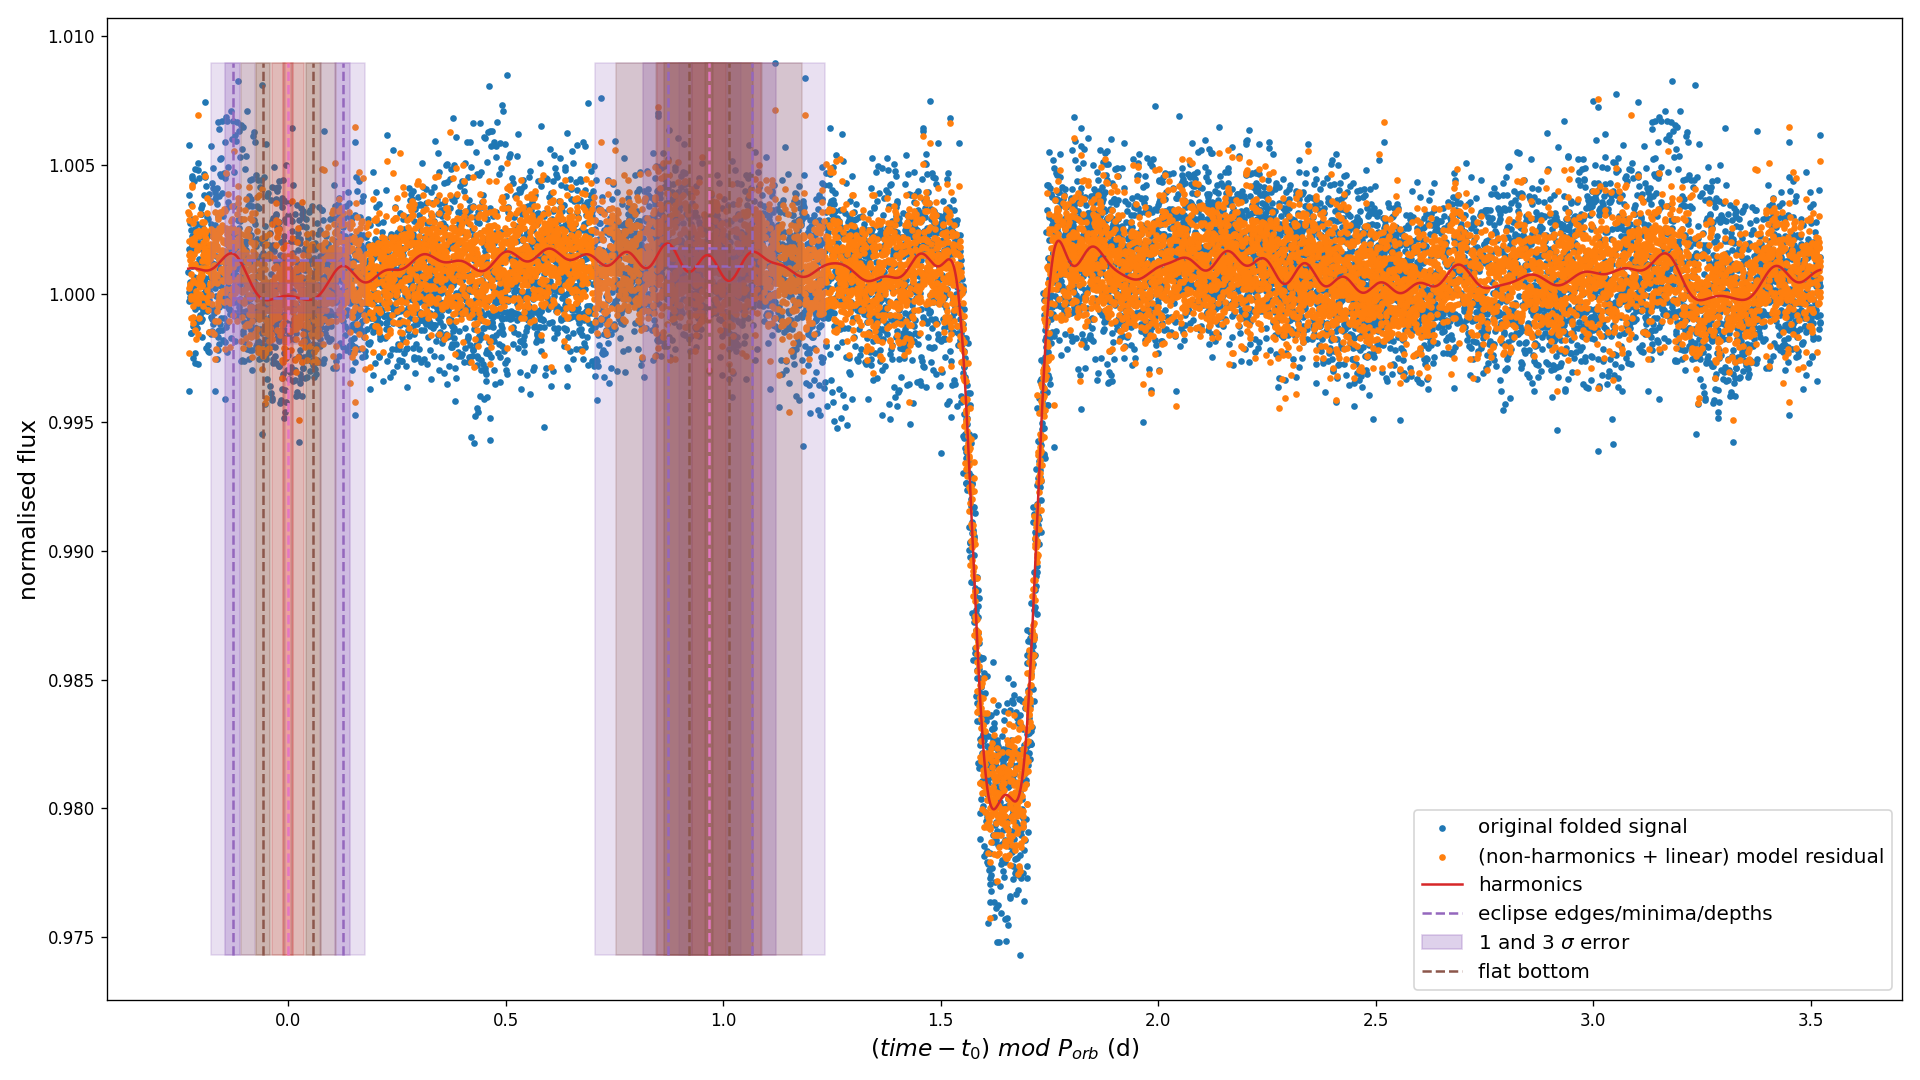 1.010
1.005
1.000
0.995
0.990
0.985
0.980
0.975
normalised flux
original folded signal
(non-harmonics + linear) model residual
harmonics
eclipse edges/minima/depths
1 and 3 σ error
flat bottom
0.0 0.5 1.0 1.5 2.0 2.5 3.0 3.5
(time − t₀) mod Pₒᵣᵦ (d)